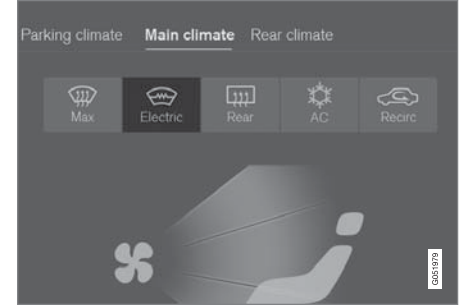 Parking climate Main climate Rear climate
Max Electric Rear AC Recirc
G051979